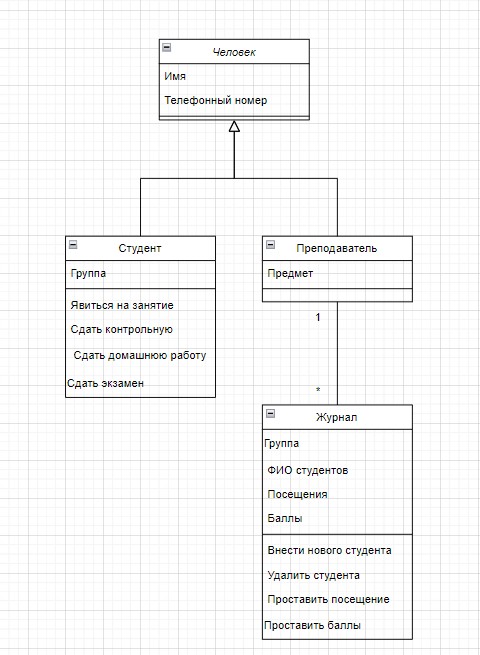 Человек
Имя
Телефонный номер
Студент
Группа
Явиться на занятие
Сдать контрольную
Сдать домашнюю работу
Сдать экзамен
Преподаватель
Предмет
1
*
Журнал
Группа
ФИО студентов
Посещения
Баллы
Внести нового студента
Удалить студента
Проставить посещение
Проставить баллы